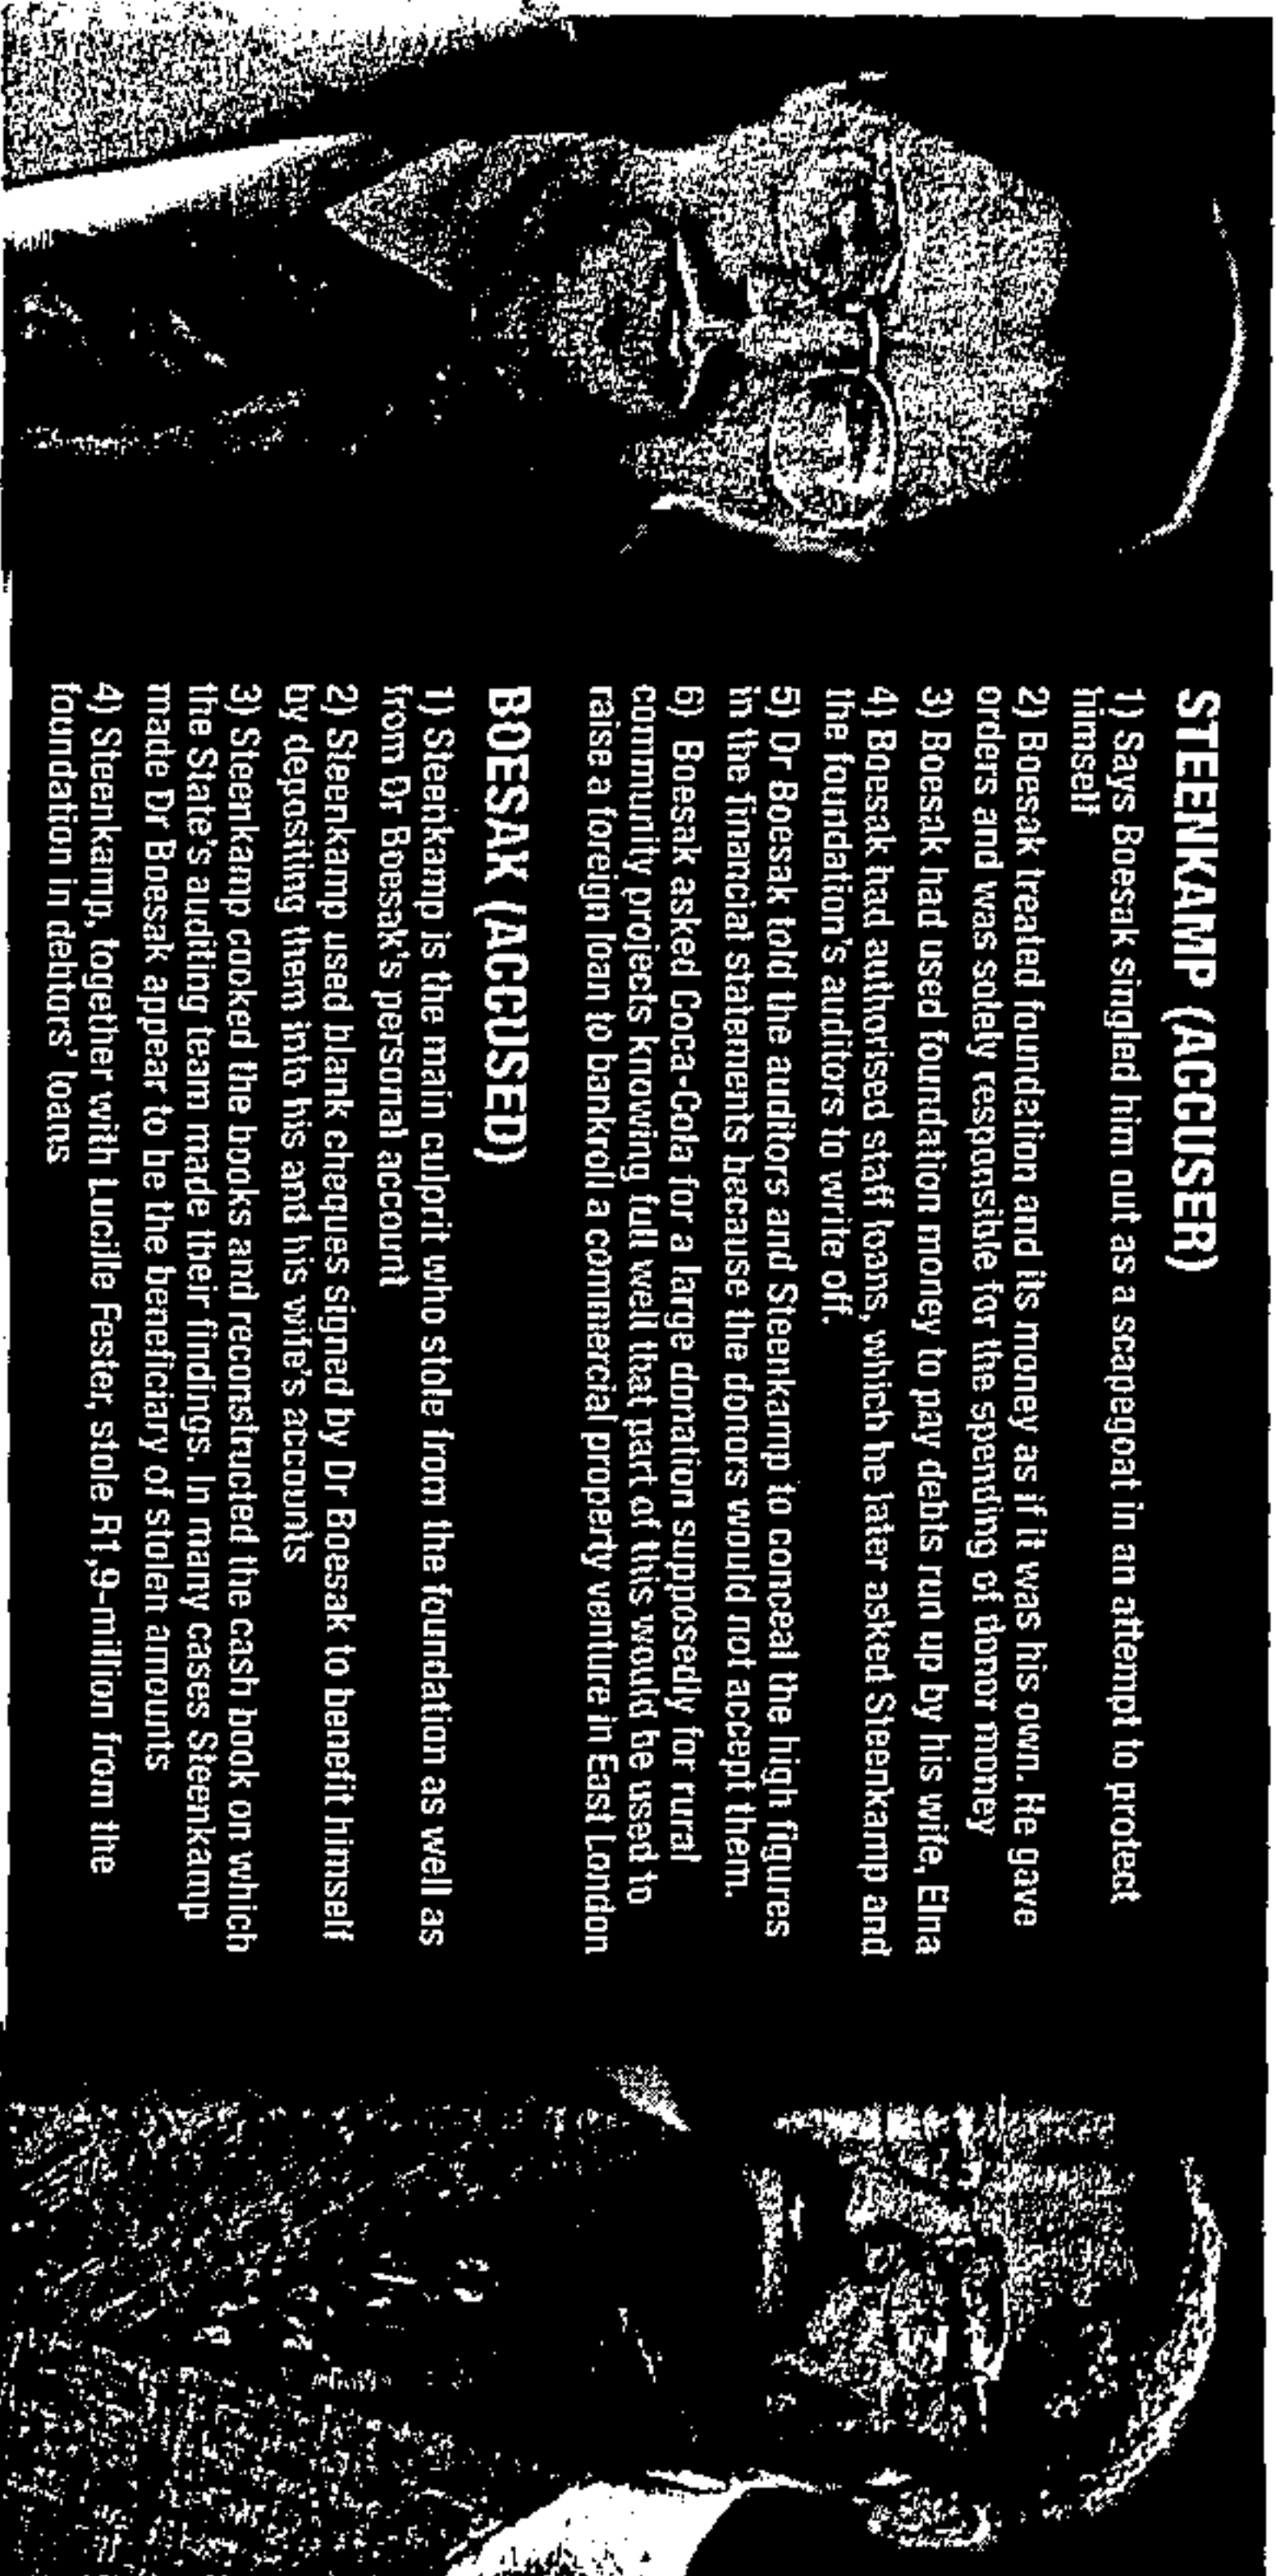 STEENKAMP (ACCUSER)
1) Says Boesak singled him out as a scapegoat in an attempt to protect
himself
2) Boesak treated foundation and its money as if it was his own. He gave
orders and was solely responsible for the spending of donor money
3) Boesak had used foundation money to pay debts run up by his wife, Elna
4) Boesak had authorised staff loans, which he later asked Steenkamp and
the foundation's auditors to write off.
5) Dr Boesak told the auditors and Steenkamp to conceal the high figures
in the financial statements because the donors would not accept them.
6) Boesak asked Coca-Cola for a large donation supposedly for rural
community projects knowing full well that part of this would be used to
raise a foreign loan to bankroll a commercial property venture in East London
BOESAK (ACCUSED)
1) Steenkamp is the main culprit who stole from the foundation as well as
from Dr Boesak's personal account
2) Steenkamp used blank cheques signed by Dr Boesak to benefit himself
by depositing them into his and his wife's accounts
3) Steenkamp cooked the books and reconstructed the cash book on which
the State's auditing team made their findings. In many cases Steenkamp
made Dr Boesak appear to be the beneficiary of stolen amounts
4) Steenkamp, together with Lucille Fester, stole R1,9-million from the
foundation in debtors' loans